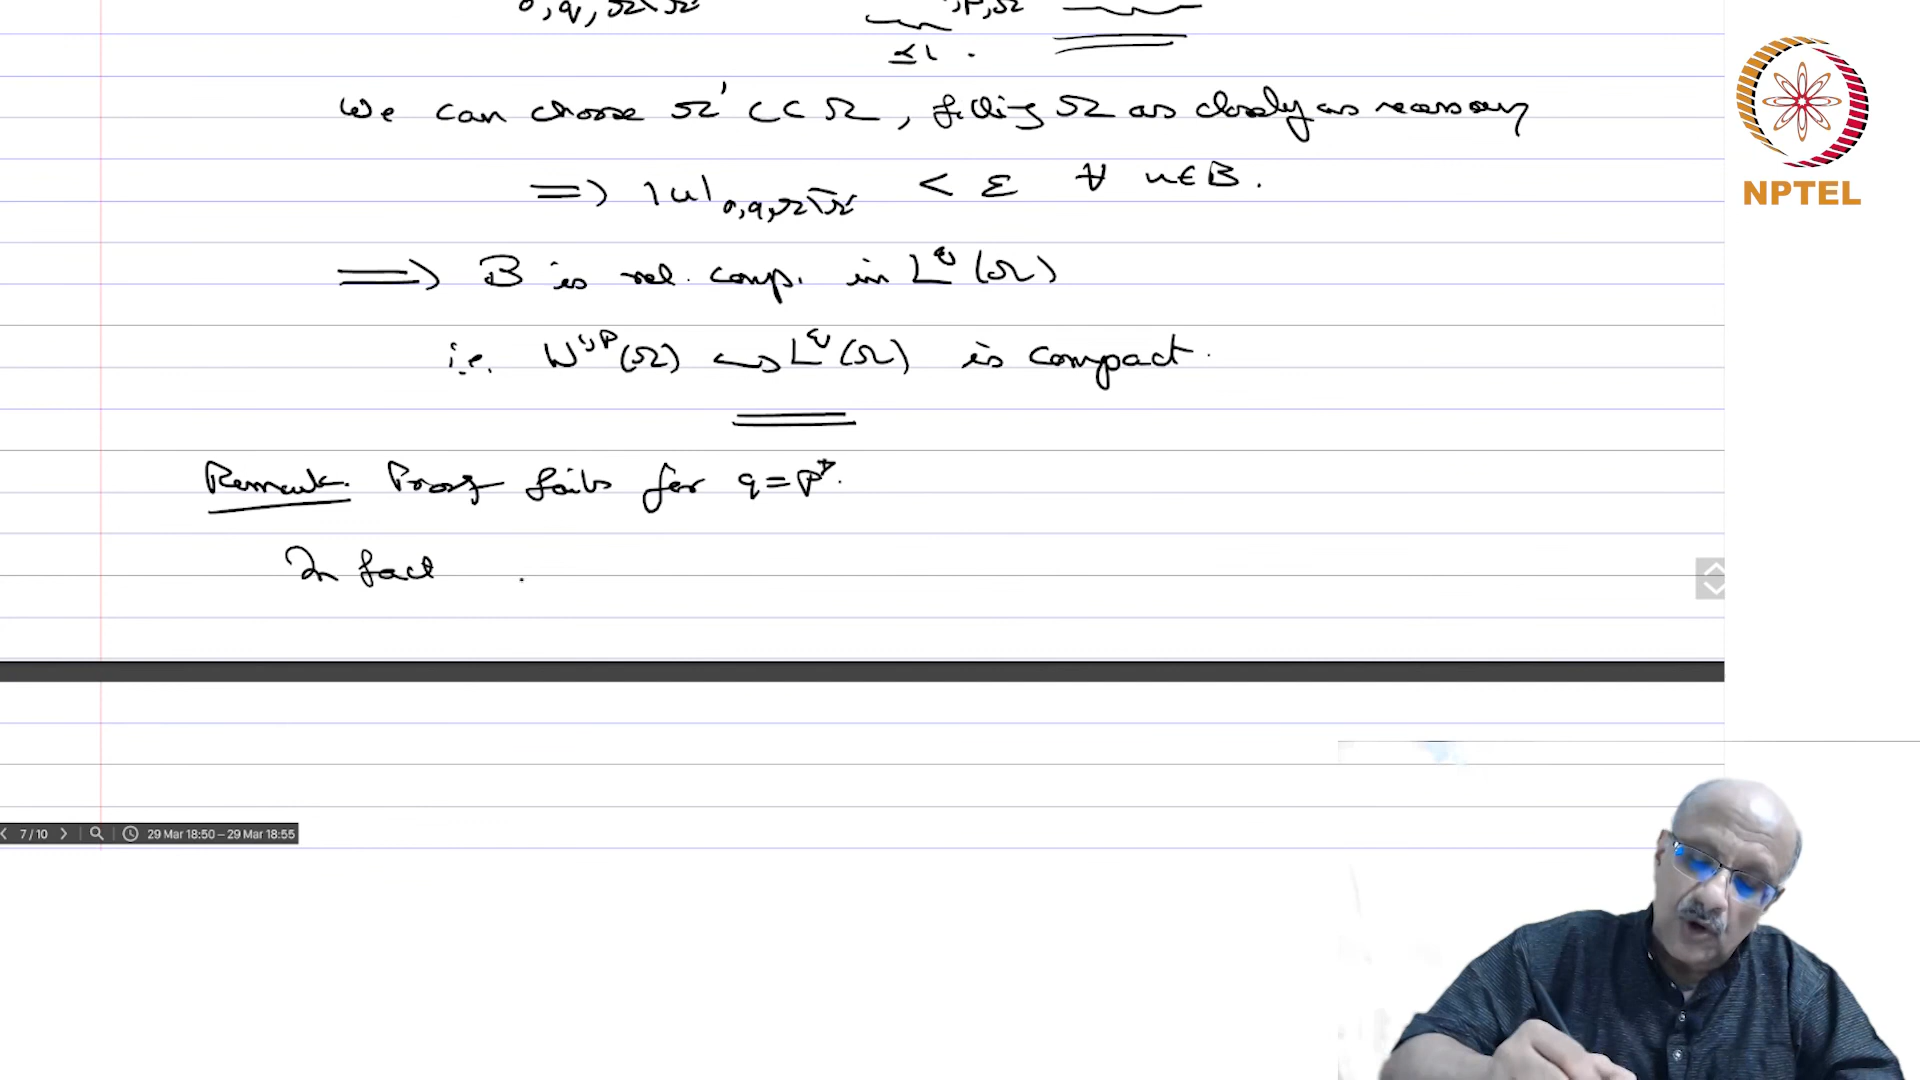 0, q, Ω\Ω̄' ,p,Ω
≤ 1 .
We can choose Ω' ⊂⊂ Ω, filling Ω as closely as necessary
⟹ |u|₀,q,Ω\Ω̄' < ε ∀ u ∈ B.
⟹ B is rel. comp. in L^q(Ω)
i.e. W^{1,p}(Ω) ↪ L^q(Ω) is compact.
Remark. Proof fails for q = p*.
In fact .
NPTEL
7 / 10 29 Mar 18:50 – 29 Mar 18:55